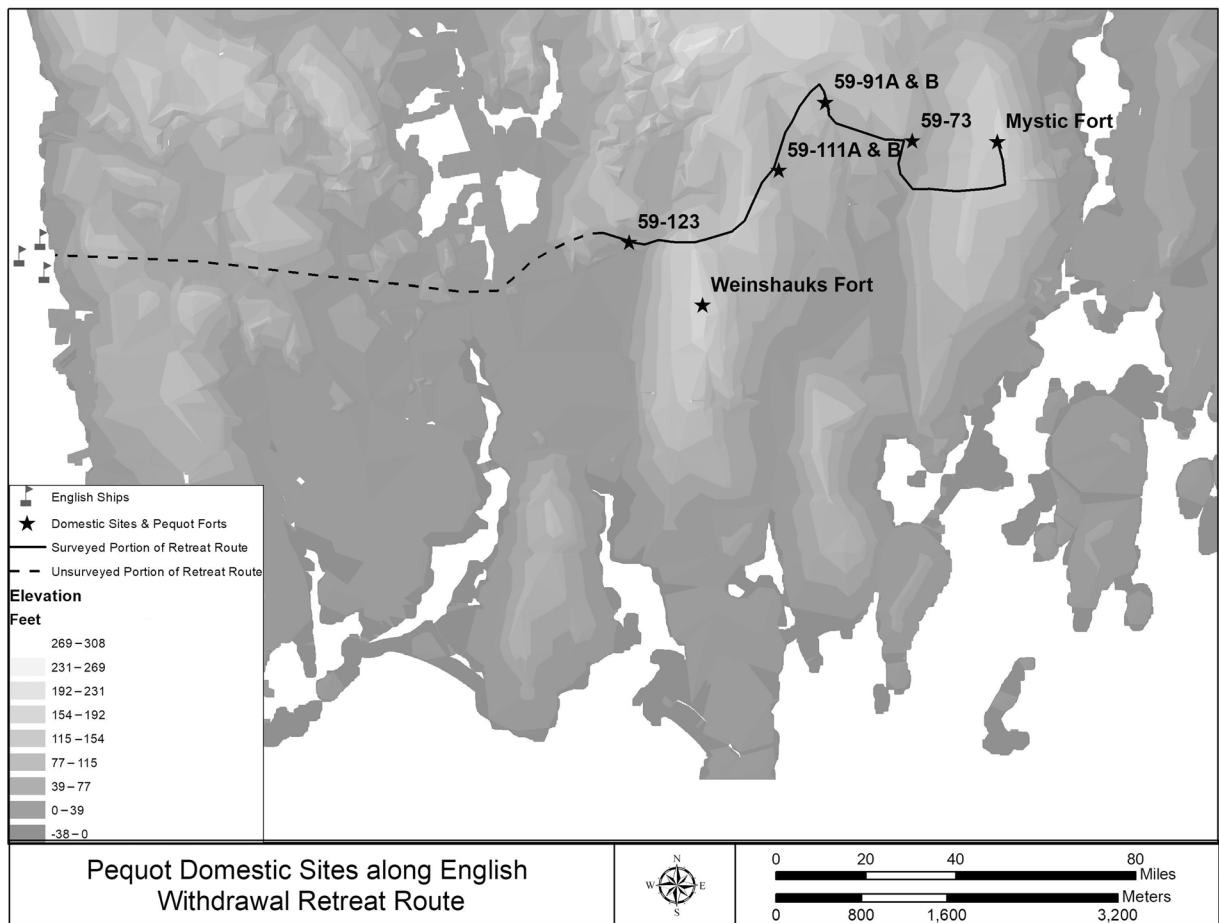 59-91A & B
59-73
Mystic Fort
59-111A & B
59-123
Weinshauks Fort
English Ships
Domestic Sites & Pequot Forts
Surveyed Portion of Retreat Route
Unsurveyed Portion of Retreat Route
Elevation
Feet
269–308
231–269
192–231
154–192
115–154
77–115
39–77
0–39
-38–0
Pequot Domestic Sites along English
Withdrawal Retreat Route
N
W E
S
0 20 40 80
Miles
Meters
0 800 1,600 3,200